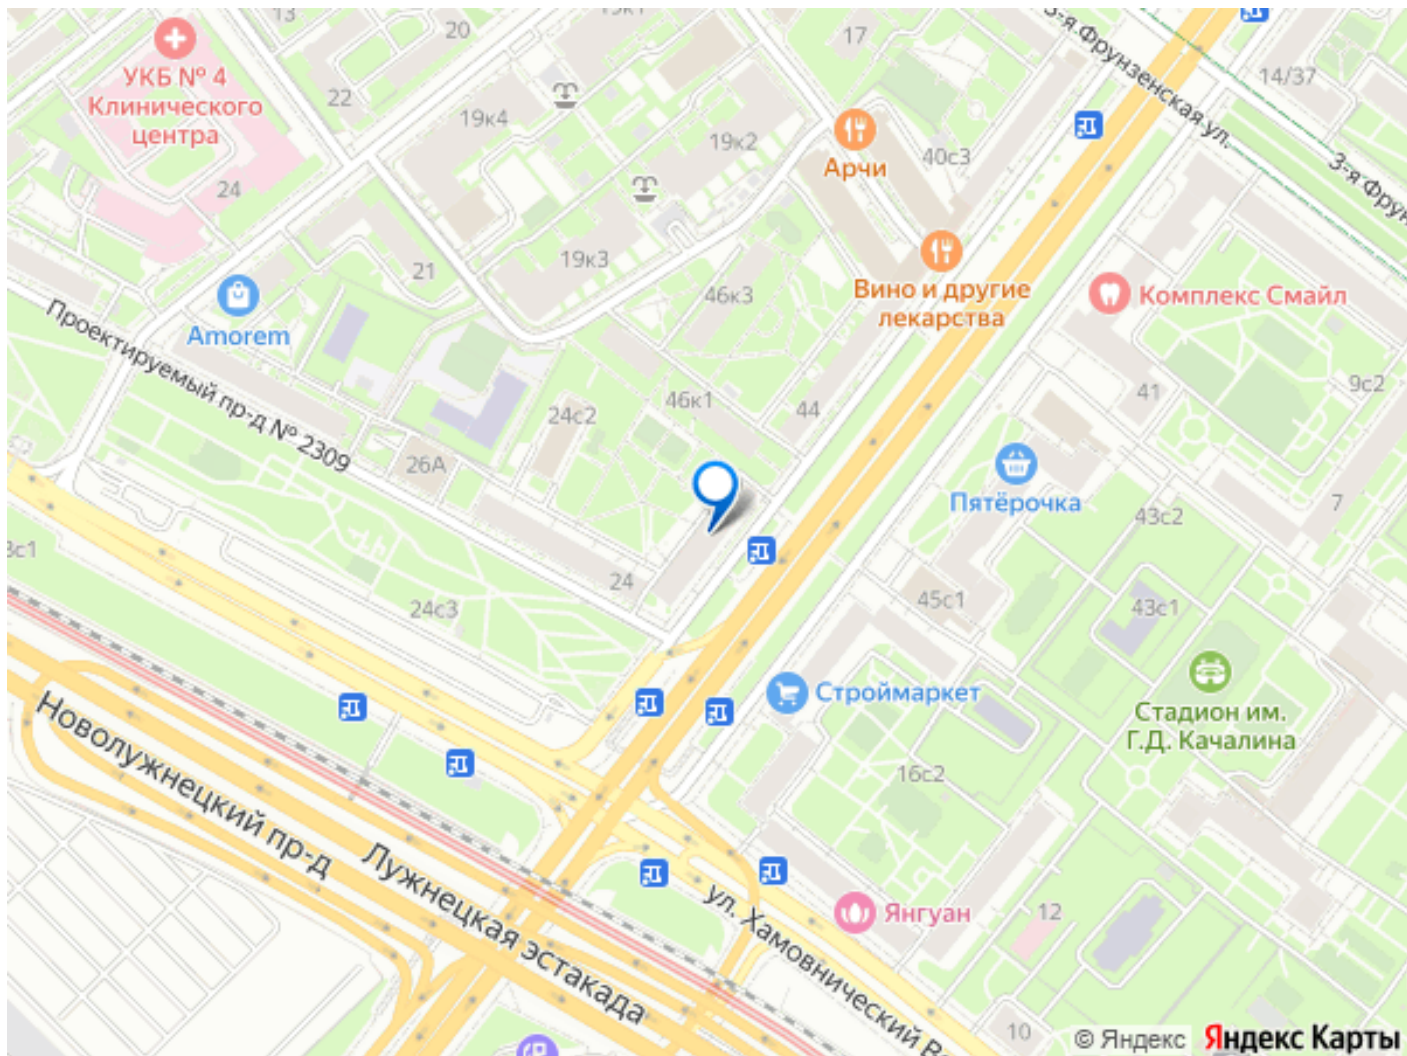 13
20
17
УКБ № 4
Клинического
центра
22
19к4
24
3-я Фрунзенская ул.
14/37
19к2
Арчи
40с3
3-я Фрун
21
19к3
46к3
Amorem
Вино и другие
лекарства
Комплекс Смайл
Проектируемый пр-д № 2309
24с2
46к1
44
41
9с2
26А
Пятёрочка
43с2
7
24
24с3
45с1
43с1
Строймаркет
Стадион им.
Г.Д. Качалина
16с2
Новолужнецкий пр-д
Лужнецкая эстакада
ул. Хамовнический В
Янгуан
12
10
© Яндекс
Яндекс Карты